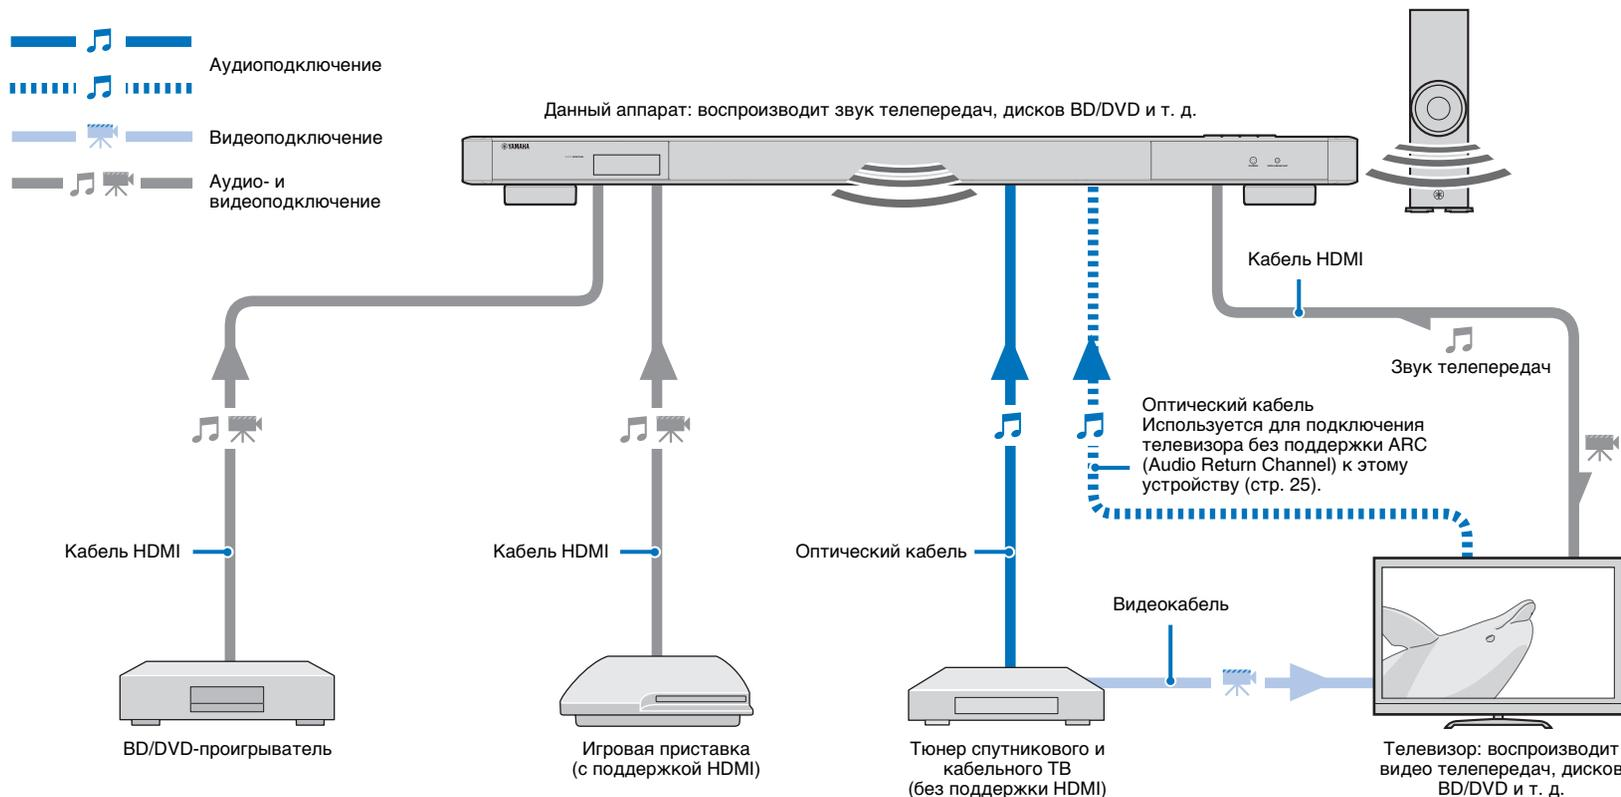 Аудиоподключение
Видеоподключение
Аудио- и
видеоподключение
Данный аппарат: воспроизводит звук телепередач, дисков BD/DVD и т. д.
YAMAHA
Кабель HDMI
Звук телепередач
Оптический кабель
Используется для подключения
телевизора без поддержки ARC
(Audio Return Channel) к этому
устройству (стр. 25).
Кабель HDMI
Кабель HDMI
Оптический кабель
Видеокабель
BD/DVD-проигрыватель
Игровая приставка
(с поддержкой HDMI)
Тюнер спутникового и
кабельного ТВ
(без поддержки HDMI)
Телевизор: воспроизводит
видео телепередач, дисков
BD/DVD и т. д.